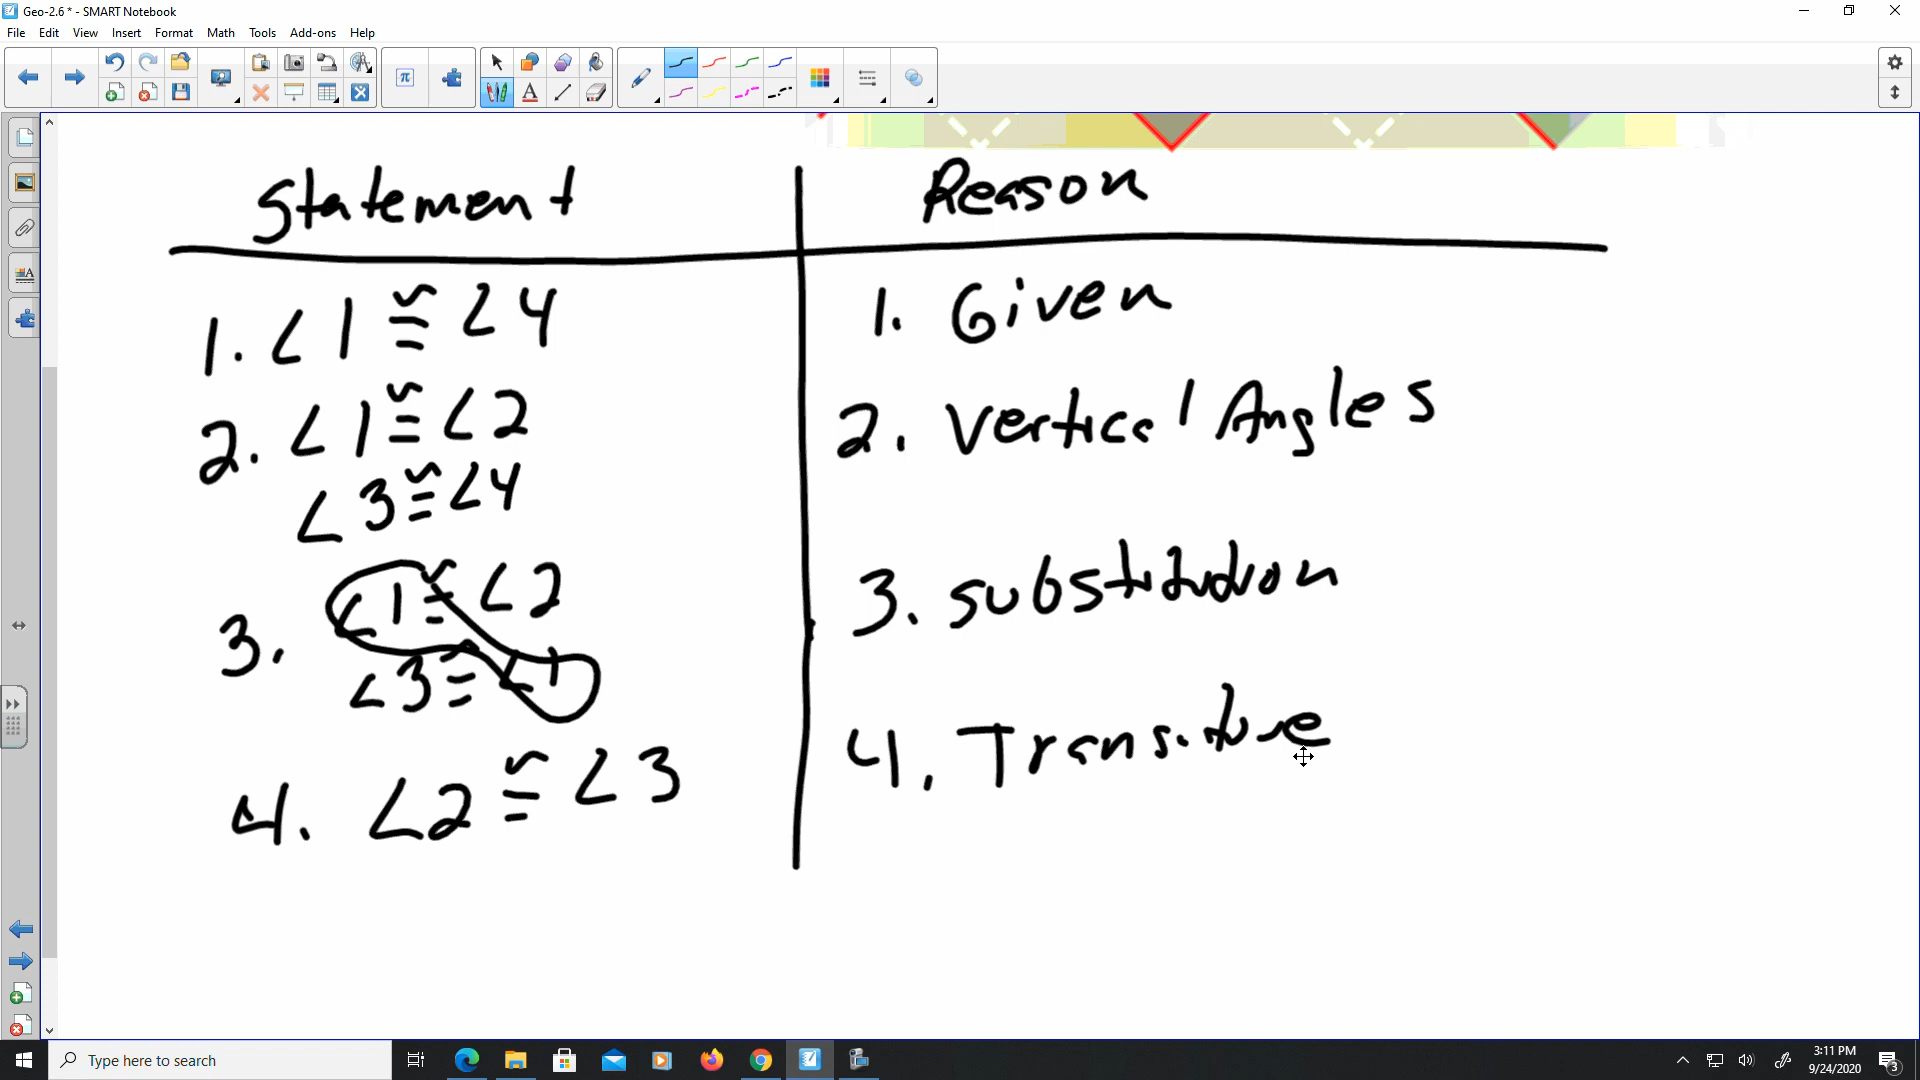 Geo-2.6 * - SMART Notebook
File Edit View Insert Format Math Tools Add-ons Help
Statement Reason
1. ∠1 ≅ ∠4 1. Given
2. ∠1 ≅ ∠2 2. Vertical Angles
∠3 ≅ ∠4
3. ∠1 ≅ ∠2 3. substitution
∠3 ≅ ∠1
4. ∠2 ≅ ∠3 4. Transitive
Type here to search
3:11 PM
9/24/2020
3